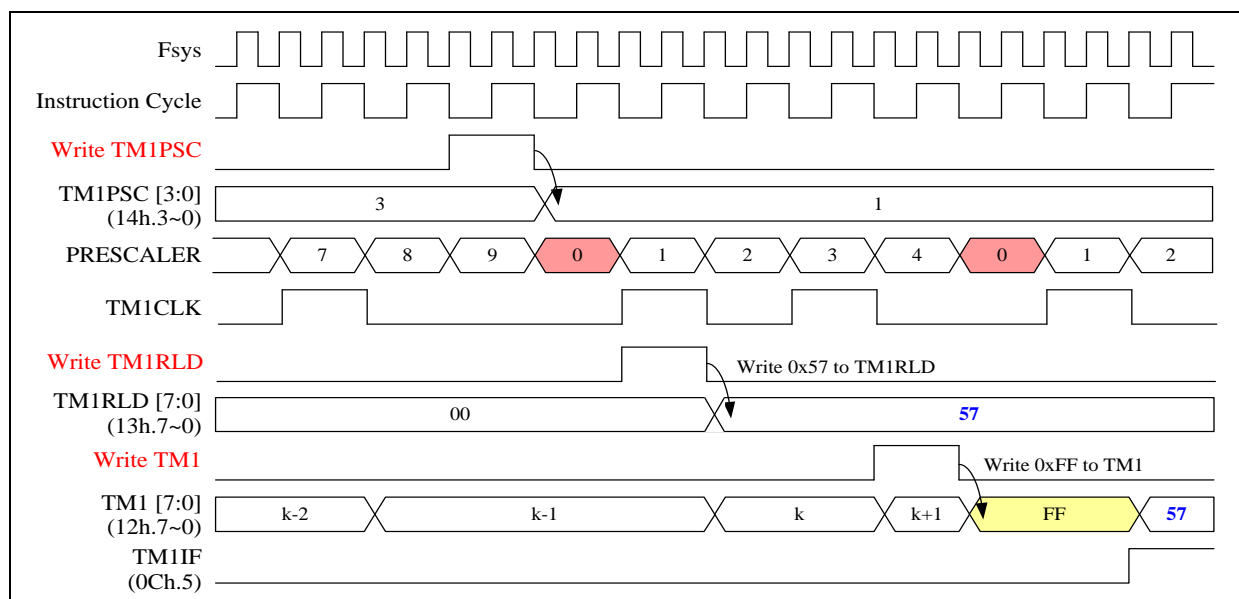 Fsys
Instruction Cycle
Write TM1PSC
TM1PSC [3:0]
(14h.3~0)
3 1
PRESCALER
7 8 9 0 1 2 3 4 0 1 2
TM1CLK
Write TM1RLD
Write 0x57 to TM1RLD
TM1RLD [7:0]
(13h.7~0)
00 57
Write TM1
Write 0xFF to TM1
TM1 [7:0]
(12h.7~0)
k-2 k-1 k k+1 FF 57
TM1IF
(0Ch.5)